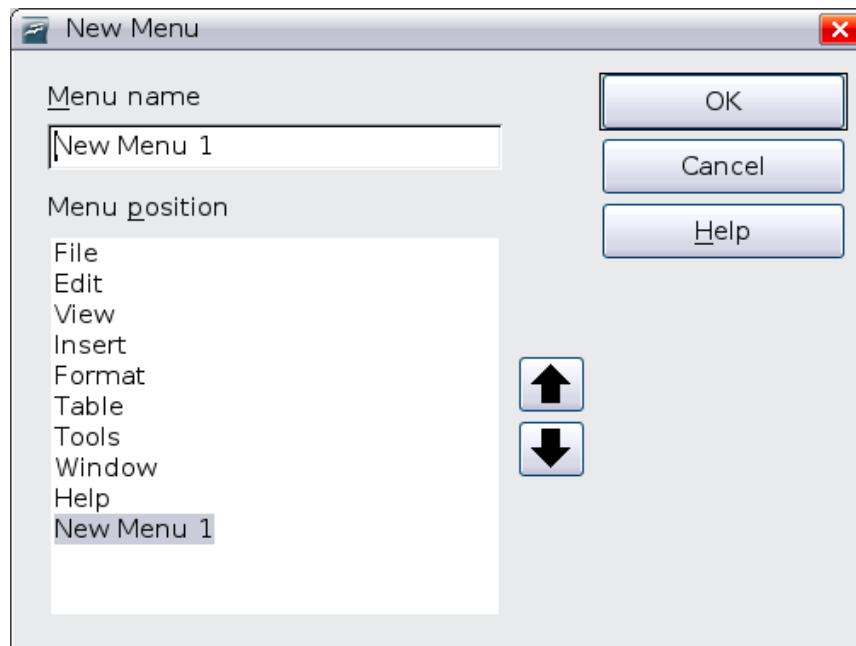 New Menu
Menu name
New Menu 1
Menu position
File
Edit
View
Insert
Format
Table
Tools
Window
Help
New Menu 1
OK
Cancel
Help